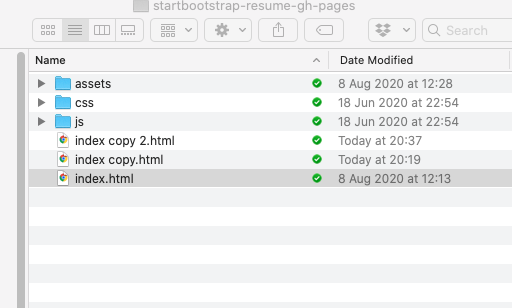 startbootstrap-resume-gh-pages
Search
Name Date Modified
assets 8 Aug 2020 at 12:28
css 18 Jun 2020 at 22:54
js 18 Jun 2020 at 22:54
index copy 2.html Today at 20:37
index copy.html Today at 20:19
index.html 8 Aug 2020 at 12:13